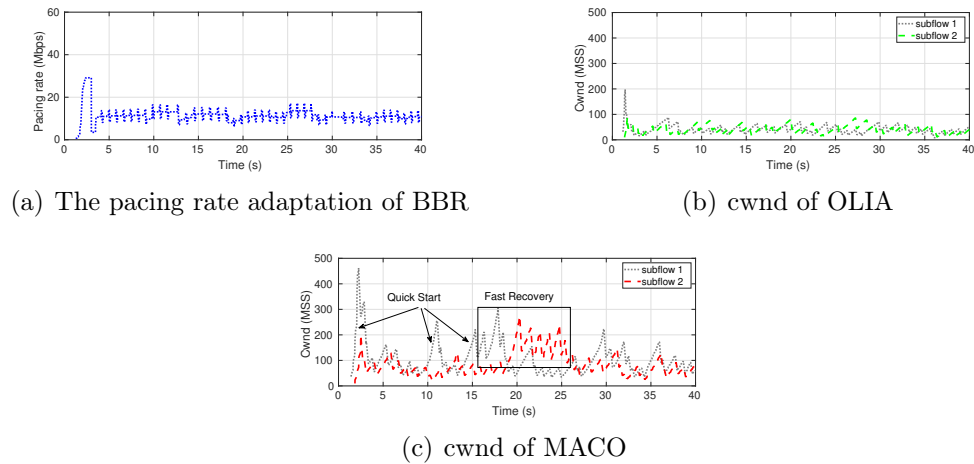 60
40
20
0
Pacing rate (Mbps)
0 5 10 15 20 25 30 35 40
Time (s)
(a) The pacing rate adaptation of BBR
500
400
300
200
100
0
Cwnd (MSS)
subflow 1
subflow 2
0 5 10 15 20 25 30 35 40
Time (s)
(b) cwnd of OLIA
500
400
300
200
100
0
Cwnd (MSS)
subflow 1
subflow 2
Quick Start
Fast Recovery
0 5 10 15 20 25 30 35 40
Time (s)
(c) cwnd of MACO